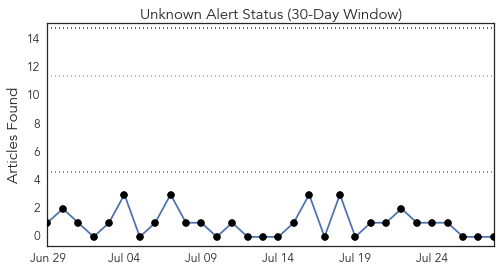 Unknown Alert Status (30-Day Window)
Articles Found
14
12
10
8
6
4
2
0
Jun 29 Jul 04 Jul 09 Jul 14 Jul 19 Jul 24